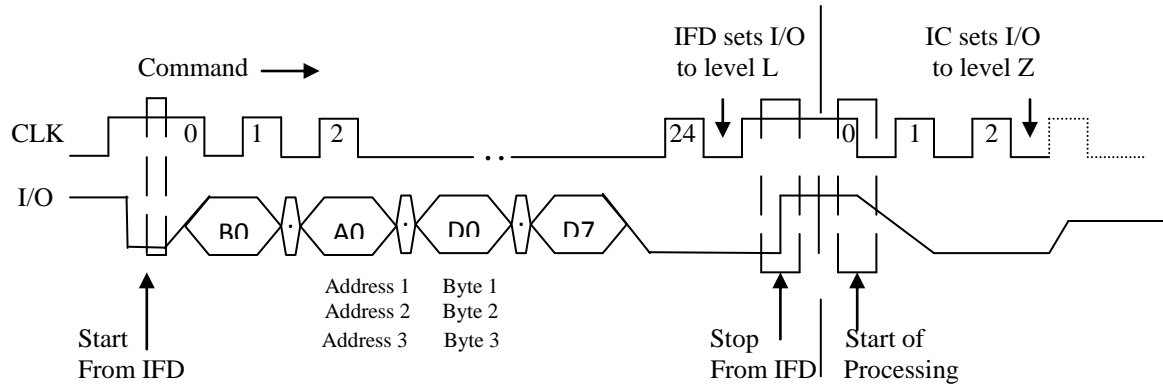 IFD sets I/O
to level L
IC sets I/O
to level Z
Command
CLK
0
1
2
..
24
0
1
2
I/O
B0
.
A0
.
D0
.
D7
Address 1 Byte 1
Address 2 Byte 2
Address 3 Byte 3
Start
From IFD
Stop
From IFD
Start of
Processing